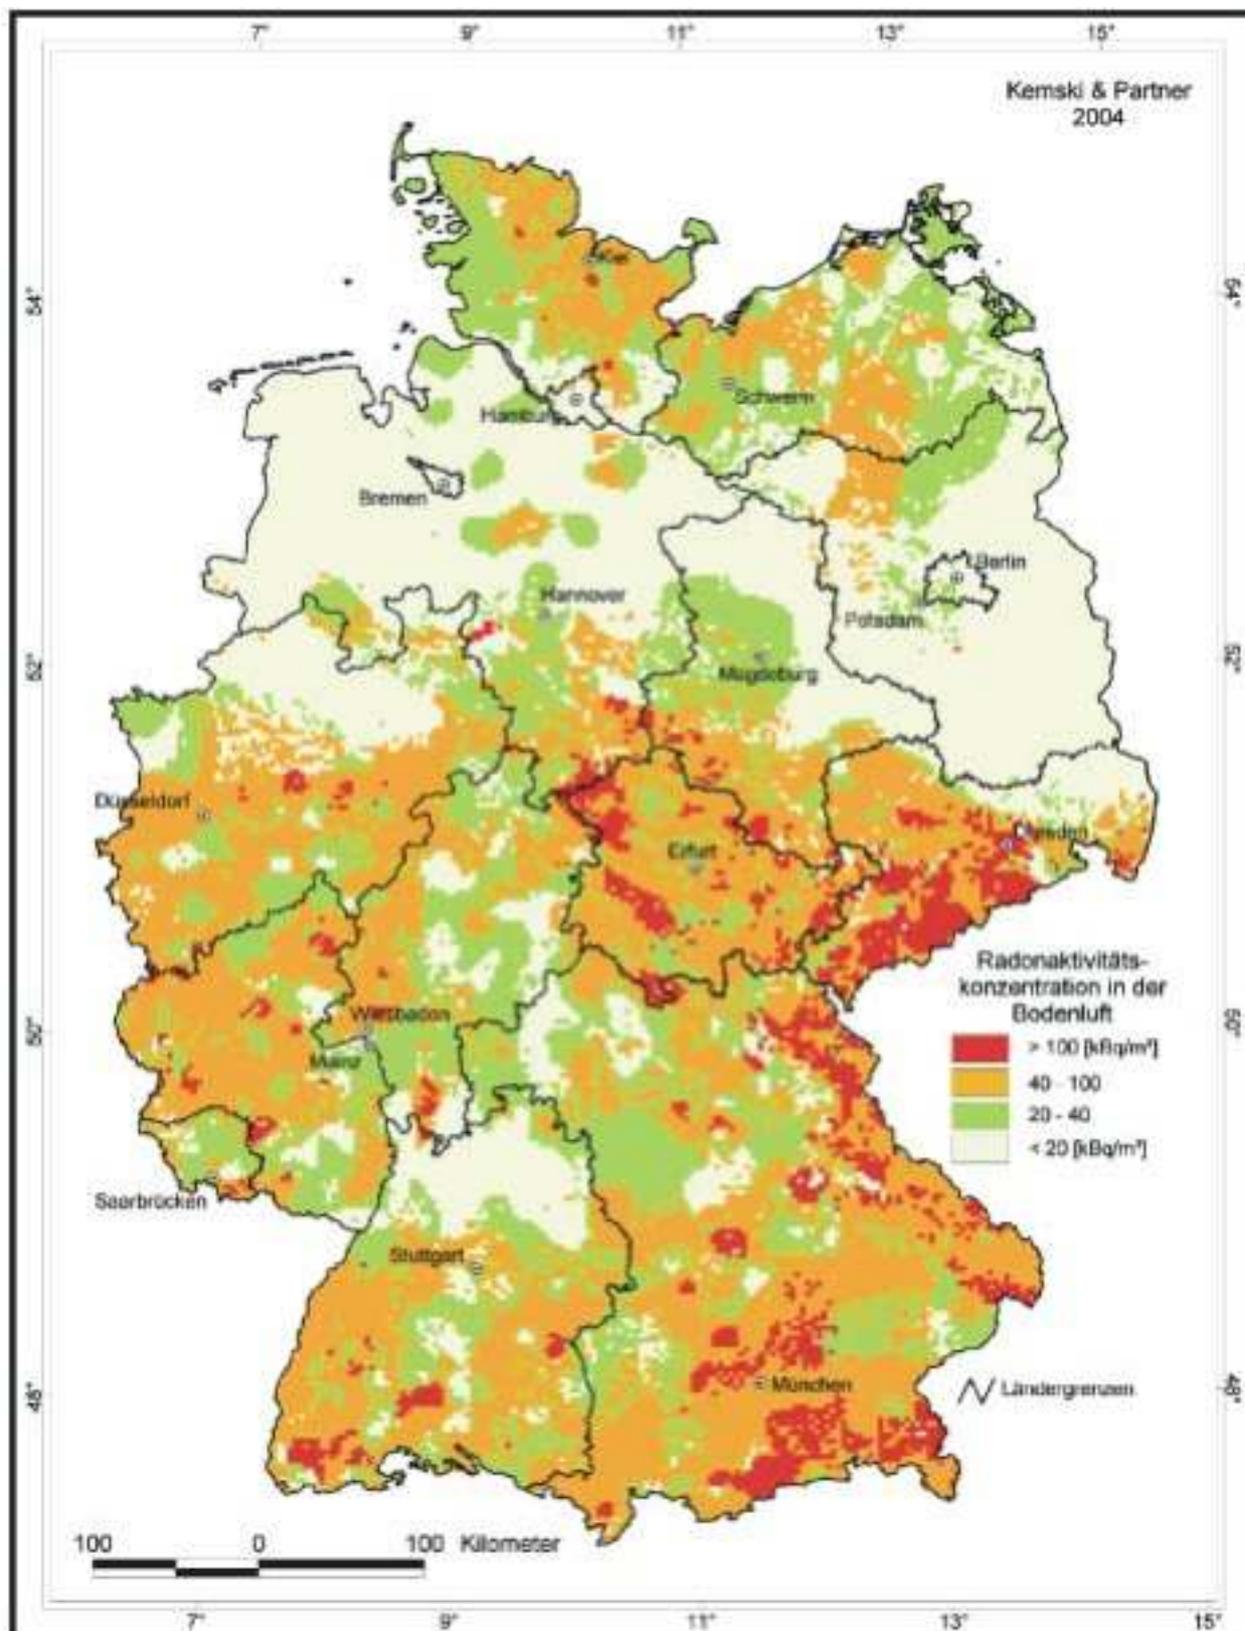 7° 9° 11° 13° 15°
Kemski & Partner
2004
Kiel
54° 54°
Schwerin
Hamburg
Bremen
Berlin
Hannover
Potsdam
52° 52°
Magdeburg
Düsseldorf
Dresden
Erfurt
Radonaktivitäts-
konzentration in der
Bodenluft
50° 50°
Wiesbaden
> 100 [kBq/m³]
Mainz
40 - 100
20 - 40
< 20 [kBq/m³]
Saarbrücken
Stuttgart
München
48° 48°
Ländergrenzen
100 0 100 Kilometer
7° 9° 11° 13° 15°